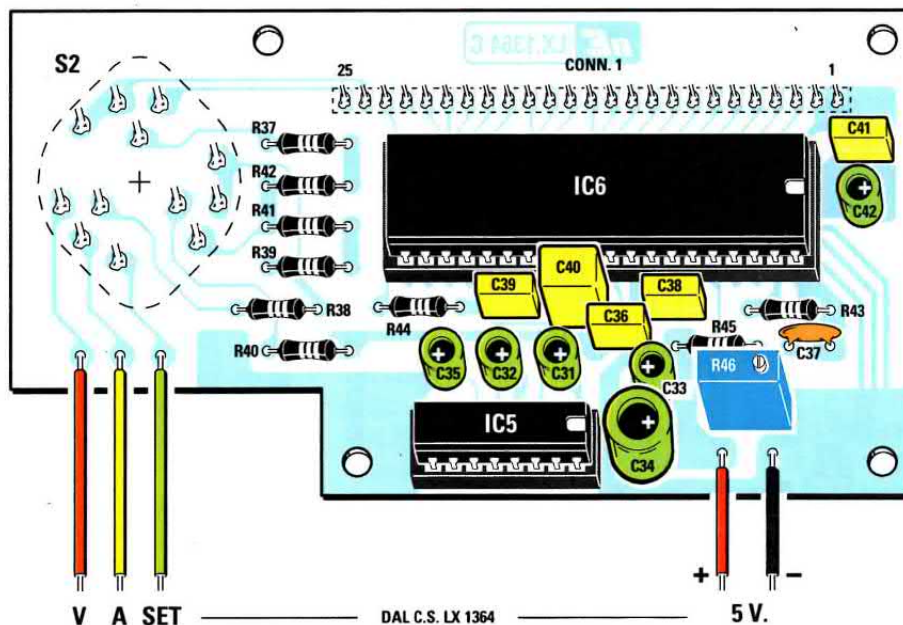 LX 1364 C
S2
25
CONN. 1
1
R37
C41
R42
IC6
R41
C42
R39
C39
C40
C38
R38
R44
C36
R43
R45
R40
C37
C35
C32
C31
C33
R46
IC5
C34
+
−
V A SET
DAL C.S. LX 1364
5 V.